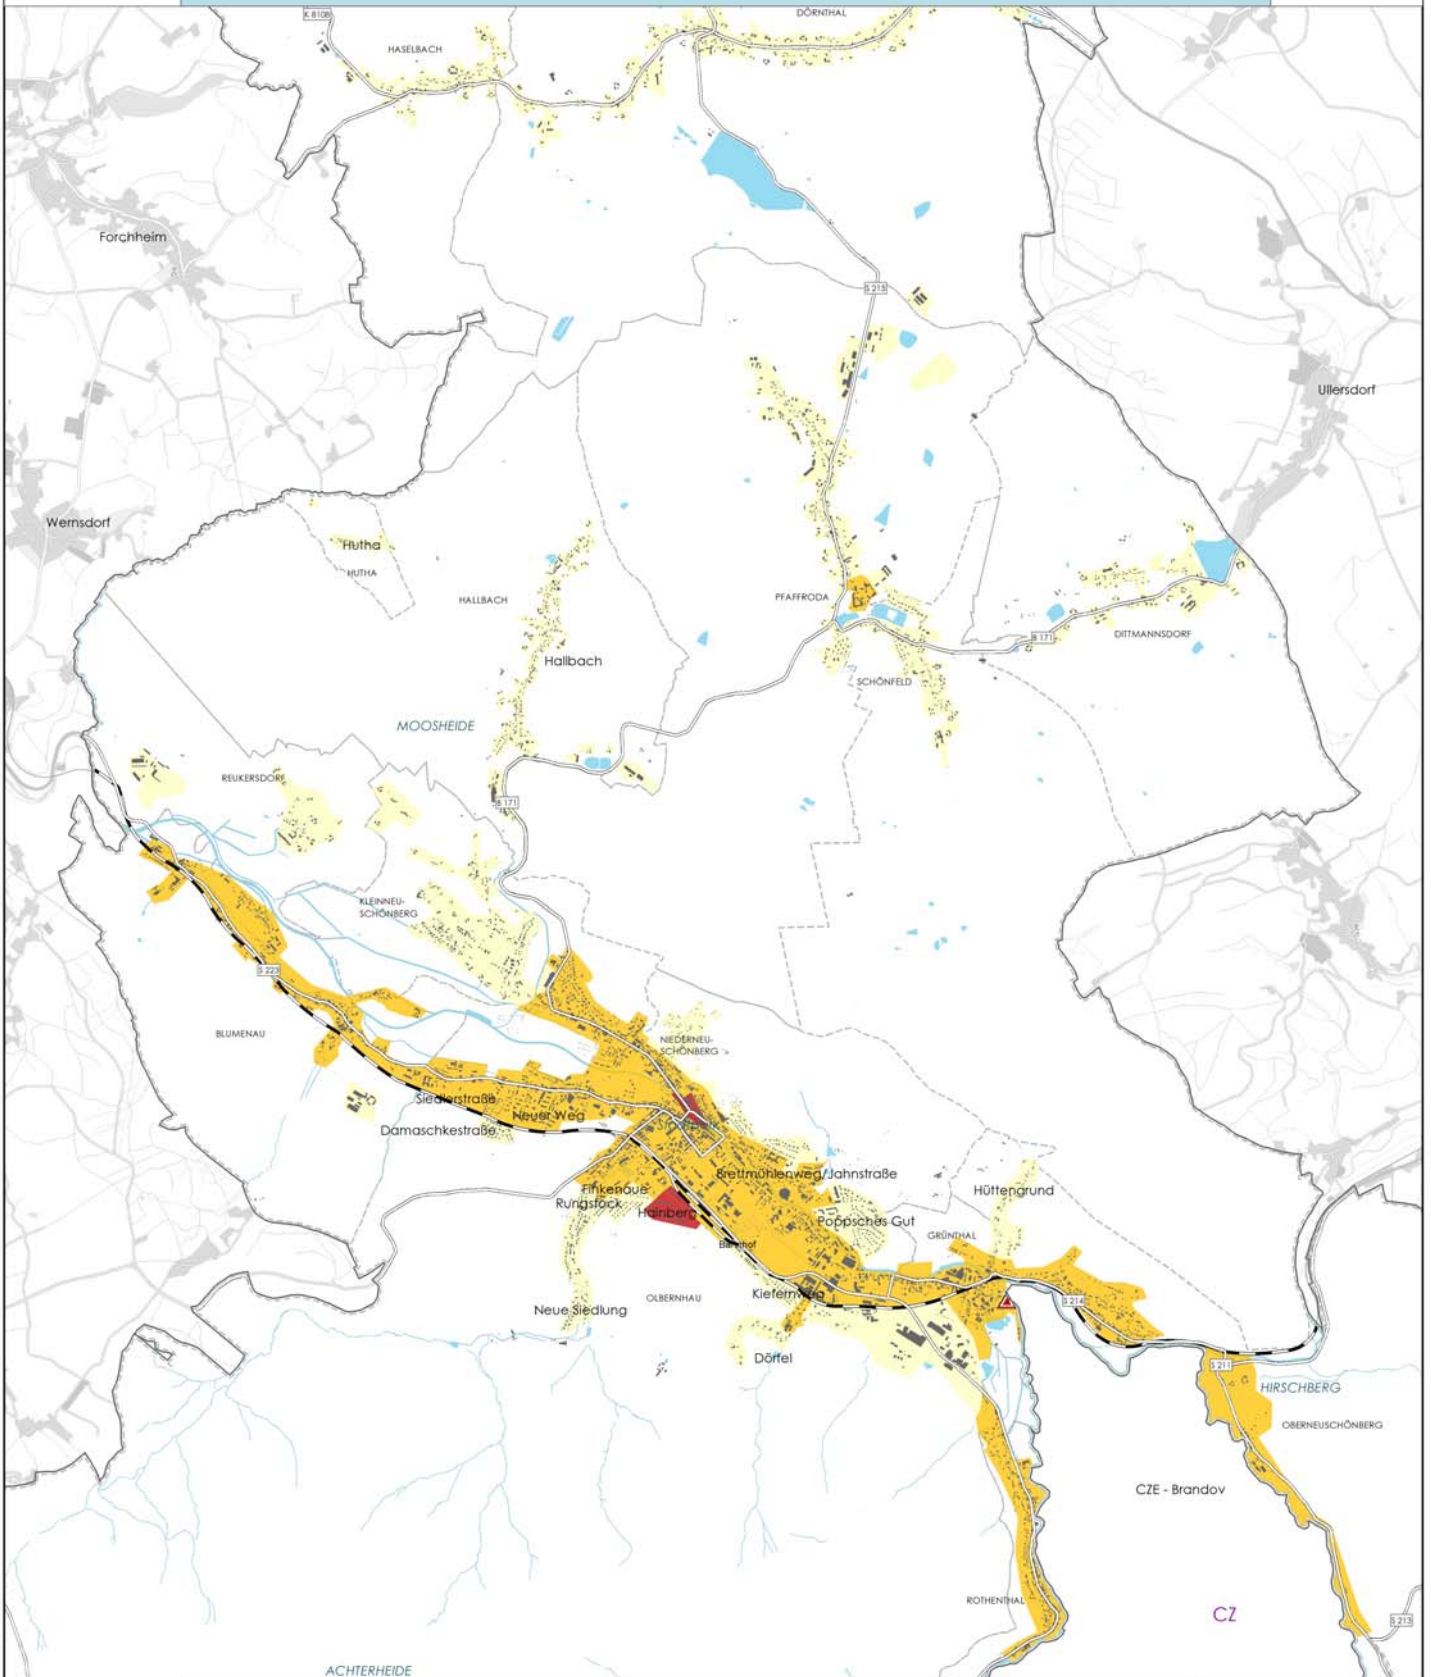 K 8108
DÖRNTHAL
HASELBACH
Forchheim
S 215
Ullersdorf
Wernsdorf
Hutha
HUTHA
HALLBACH
PFAFFRODA
B 171
DITTMANNSDORF
Hallbach
SCHÖNFELD
MOOSHEIDE
REUKERSDORF
B 171
KLEINNEU-
SCHÖNBERG
S 223
BLUMENAU
NIEDERNEU-
SCHÖNBERG
Siedlerstraße
Neuer Weg
Damaschkestraße
Brettmühlenweg/Jahnstraße
Finkenaue
Rungstock
Hainberg
Hüttengrund
Poppsches Gut
GRÜNTHAL
Bahnhof
Kiefernweg
OLBERNHAU
Neue Siedlung
S 214
Dörfel
S 211
HIRSCHBERG
OBERNEUSCHÖNBERG
CZE - Brandov
ROTHENTHAL
CZ
S 213
ACHTERHEIDE